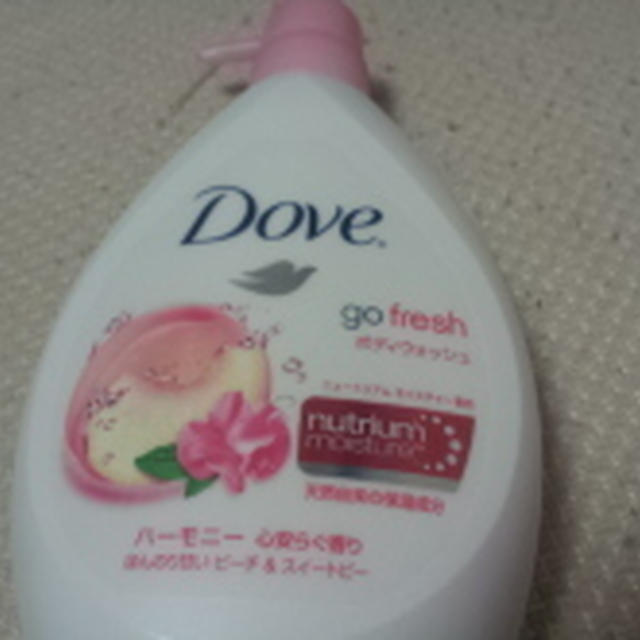 Dove
go fresh
ボディウォッシュ
nutrium
moisture
天然由来の保湿成分
ハーモニー 心安らぐ香り
ほんのり甘い ピーチ & スイートピー